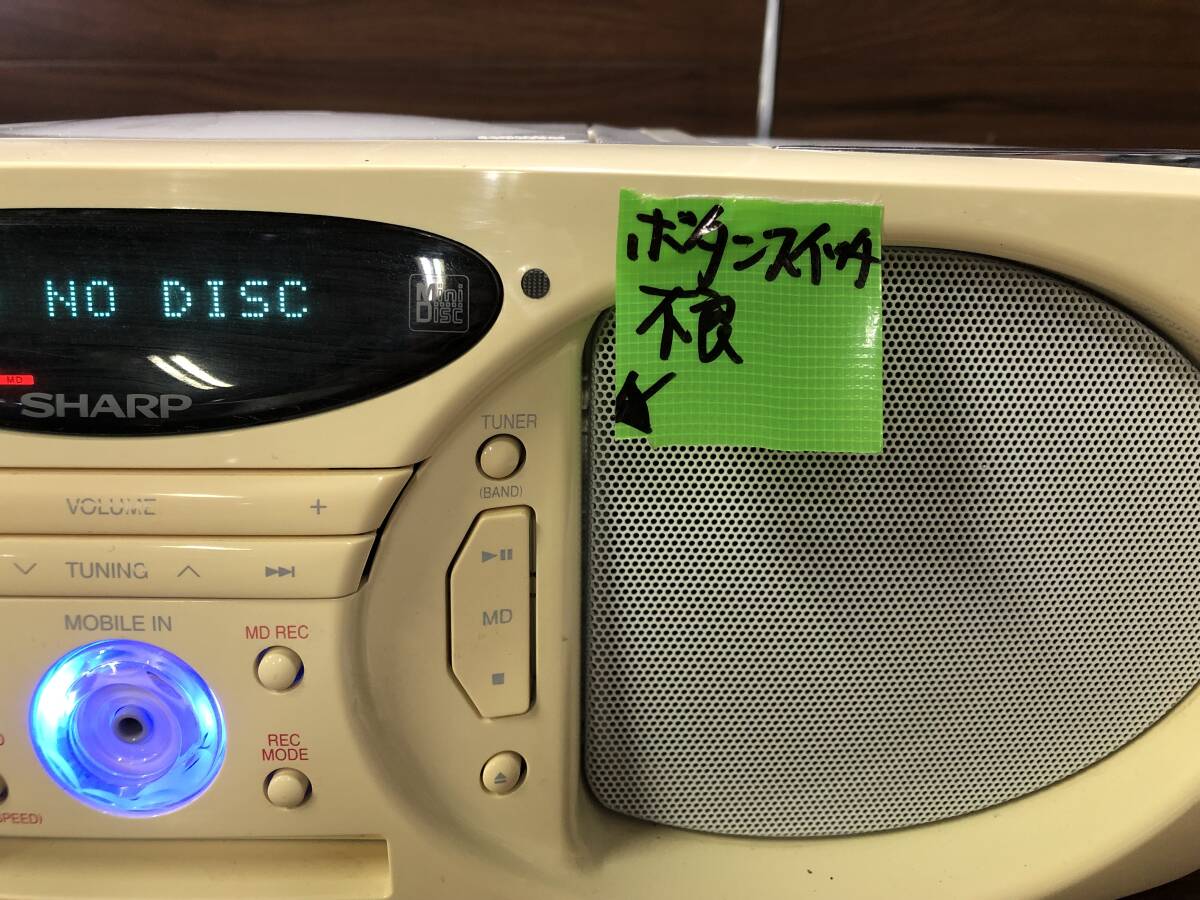 ボタンスイッチ
不良
NO DISC
Mini
Disc
MD
SHARP
TUNER
(BAND)
VOLUME +
TUNING
MD
MOBILE IN
MD REC
REC
MODE
SPEED)